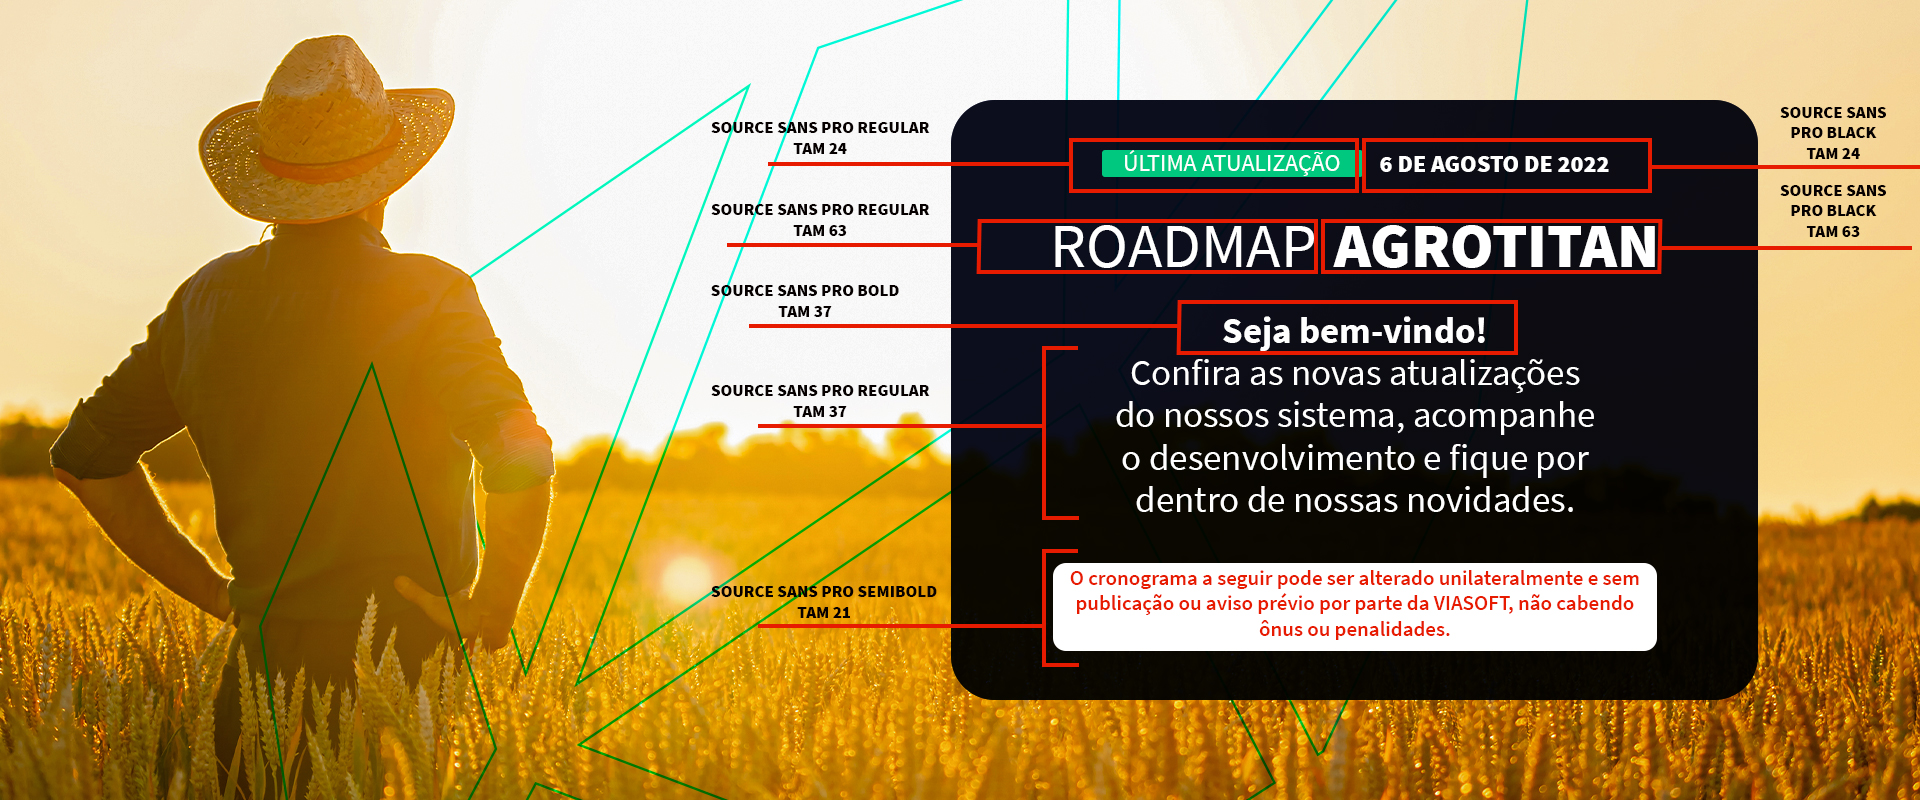 SOURCE SANS PRO REGULAR
TAM 24
ÚLTIMA ATUALIZAÇÃO 6 DE AGOSTO DE 2022
SOURCE SANS
PRO BLACK
TAM 24
SOURCE SANS PRO REGULAR
TAM 63
ROADMAP AGROTITAN
SOURCE SANS
PRO BLACK
TAM 63
SOURCE SANS PRO BOLD
TAM 37
Seja bem-vindo!
SOURCE SANS PRO REGULAR
TAM 37
Confira as novas atualizações
do nossos sistema, acompanhe
o desenvolvimento e fique por
dentro de nossas novidades.
SOURCE SANS PRO SEMIBOLD
TAM 21
O cronograma a seguir pode ser alterado unilateralmente e sem
publicação ou aviso prévio por parte da VIASOFT, não cabendo
ônus ou penalidades.